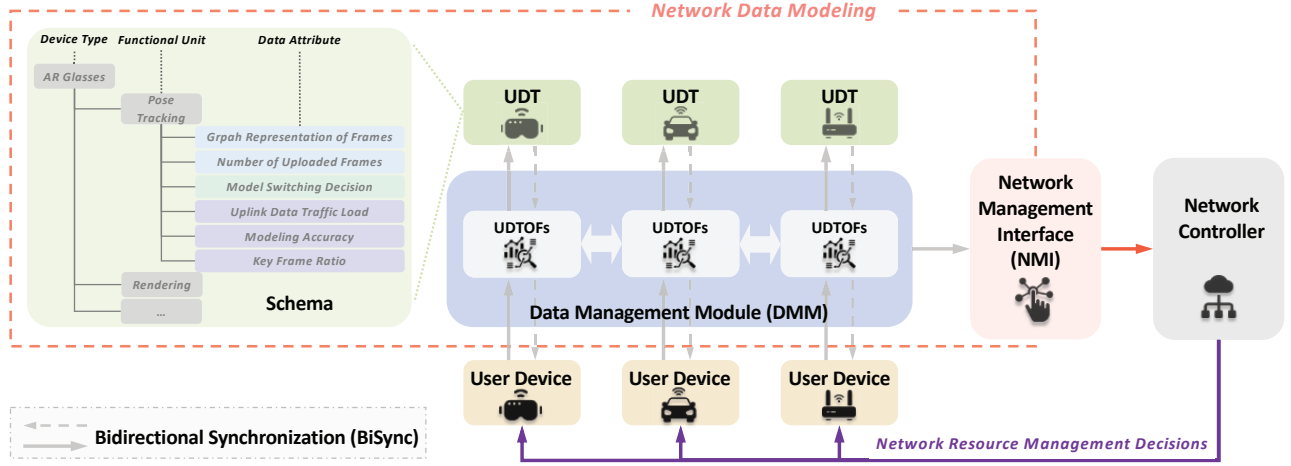 Network Data Modeling
Device Type
Functional Unit
Data Attribute
AR Glasses
Pose
Tracking
Grpah Representation of Frames
Number of Uploaded Frames
Model Switching Decision
Uplink Data Traffic Load
Modeling Accuracy
Key Frame Ratio
Rendering
...
Schema
UDT
UDT
UDT
UDTOFs
UDTOFs
UDTOFs
Data Management Module (DMM)
Network
Management
Interface
(NMI)
Network
Controller
User Device
User Device
User Device
Bidirectional Synchronization (BiSync)
Network Resource Management Decisions